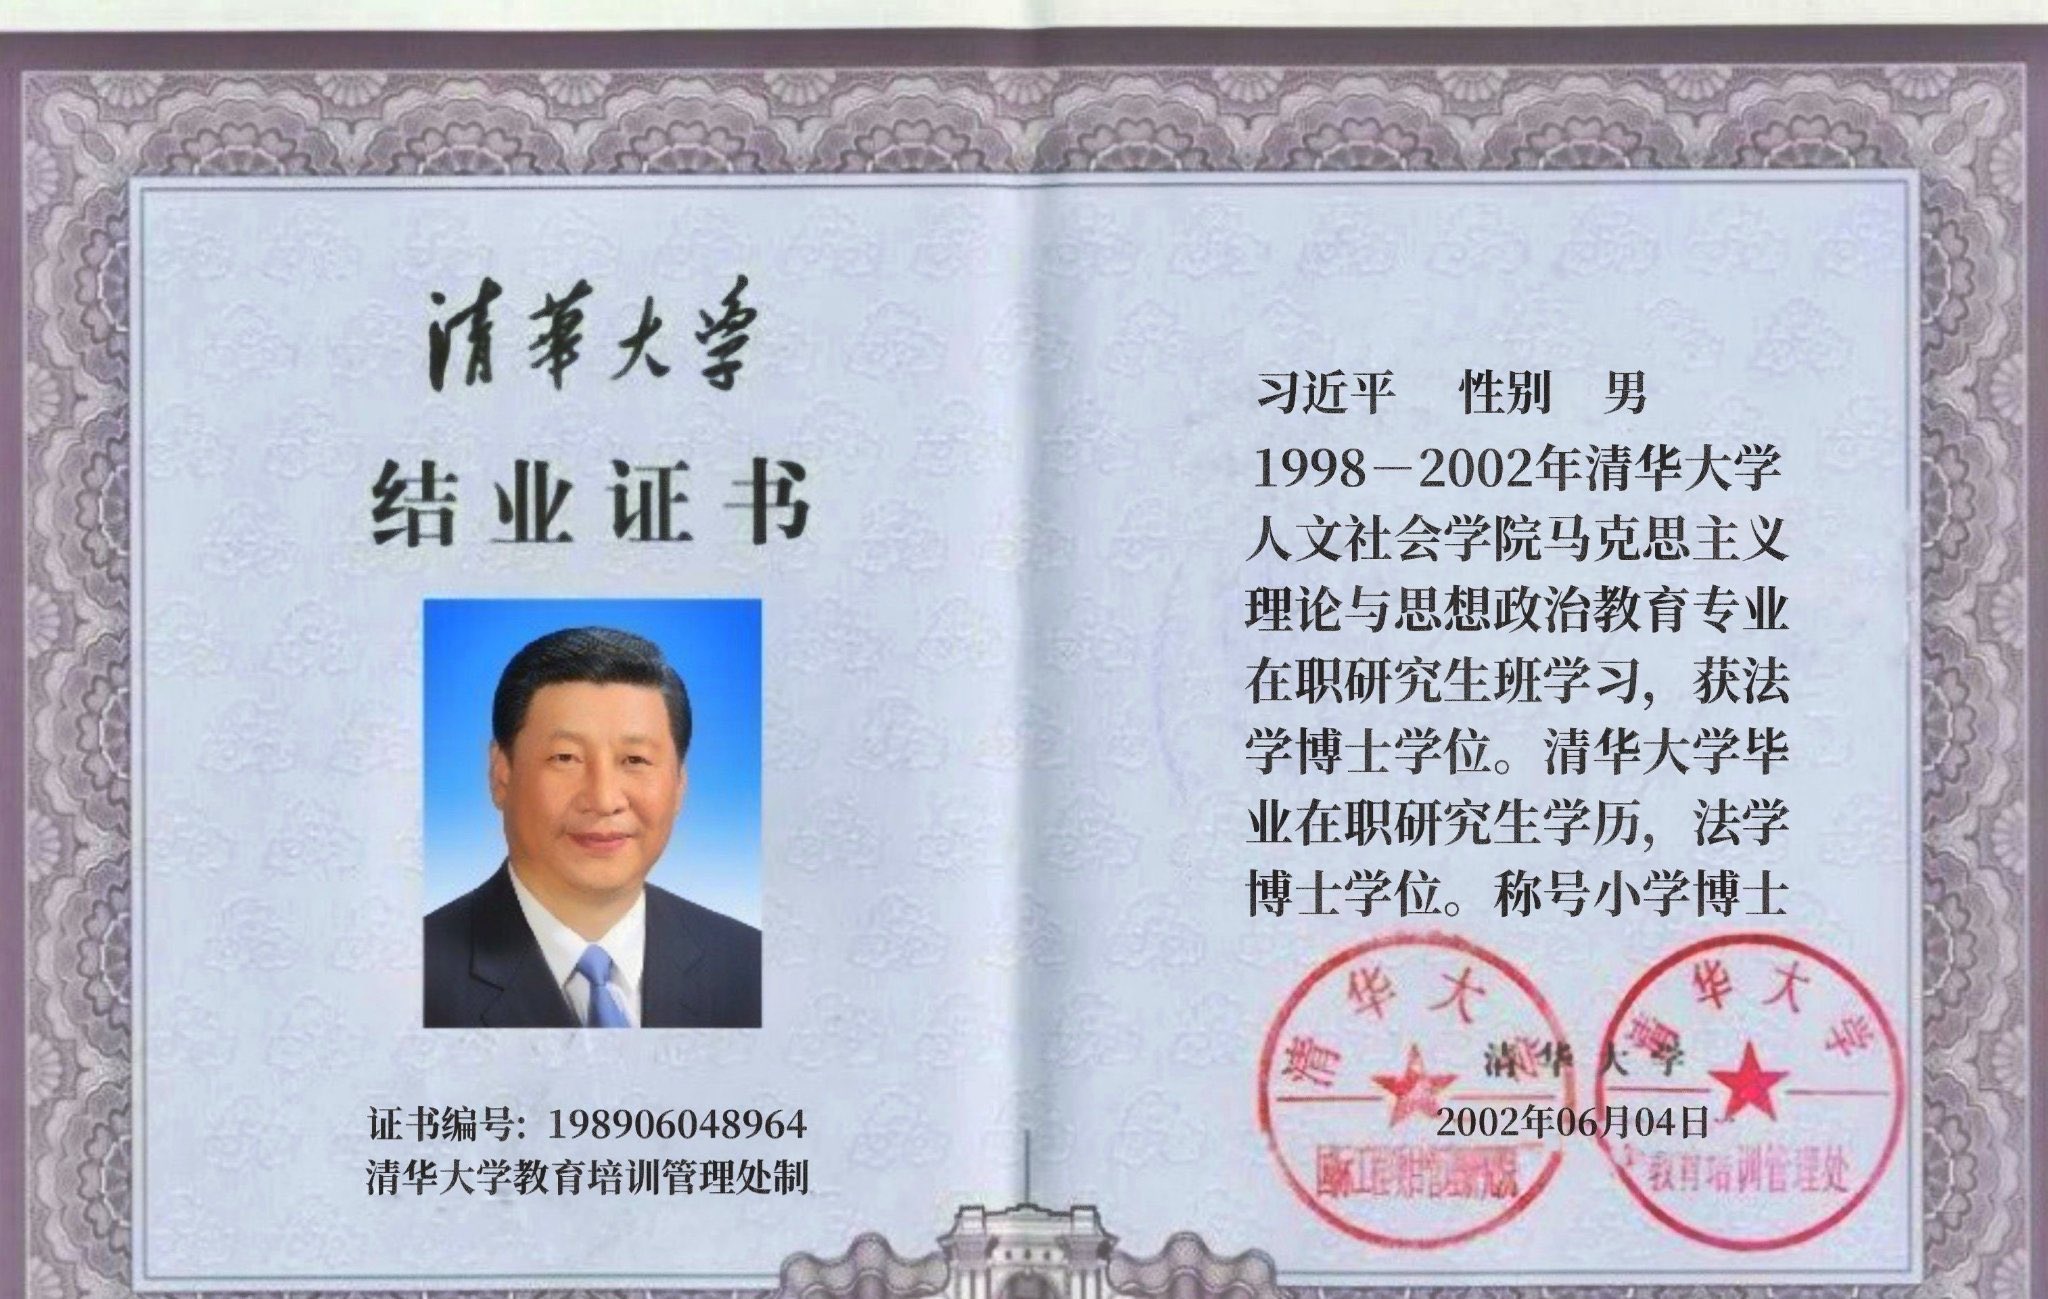 清華大学
结业证书
证书编号：198906048964
清华大学教育培训管理处制
习近平 性别 男
1998－2002年清华大学
人文社会学院马克思主义
理论与思想政治教育专业
在职研究生班学习，获法
学博士学位。清华大学毕
业在职研究生学历，法学
博士学位。称号小学博士
清华大学
清华大学
清华大学
2002年06月04日
教育培训管理处